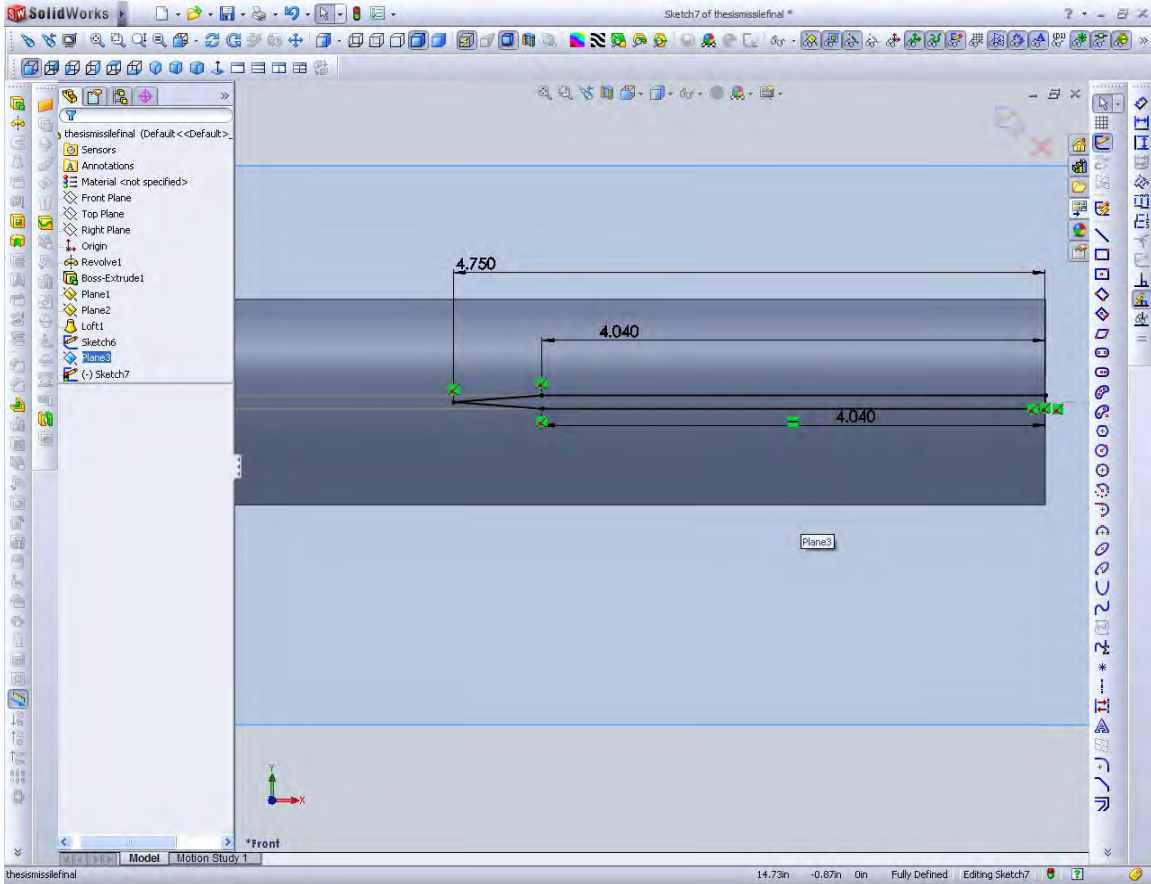 SolidWorks
Sketch7 of thesismissilefinal *
thesismissilefinal (Default<<Default>_
Sensors
Annotations
Material <not specified>
Front Plane
Top Plane
Right Plane
Origin
Revolve1
Boss-Extrude1
Plane1
Plane2
Loft1
Sketch6
Plane3
(-) Sketch7
4.750
4.040
4.040
Plane3
Y
X
*Front
Model
Motion Study 1
thesismissilefinal
14.73in
-0.87in
0in
Fully Defined
Editing Sketch7